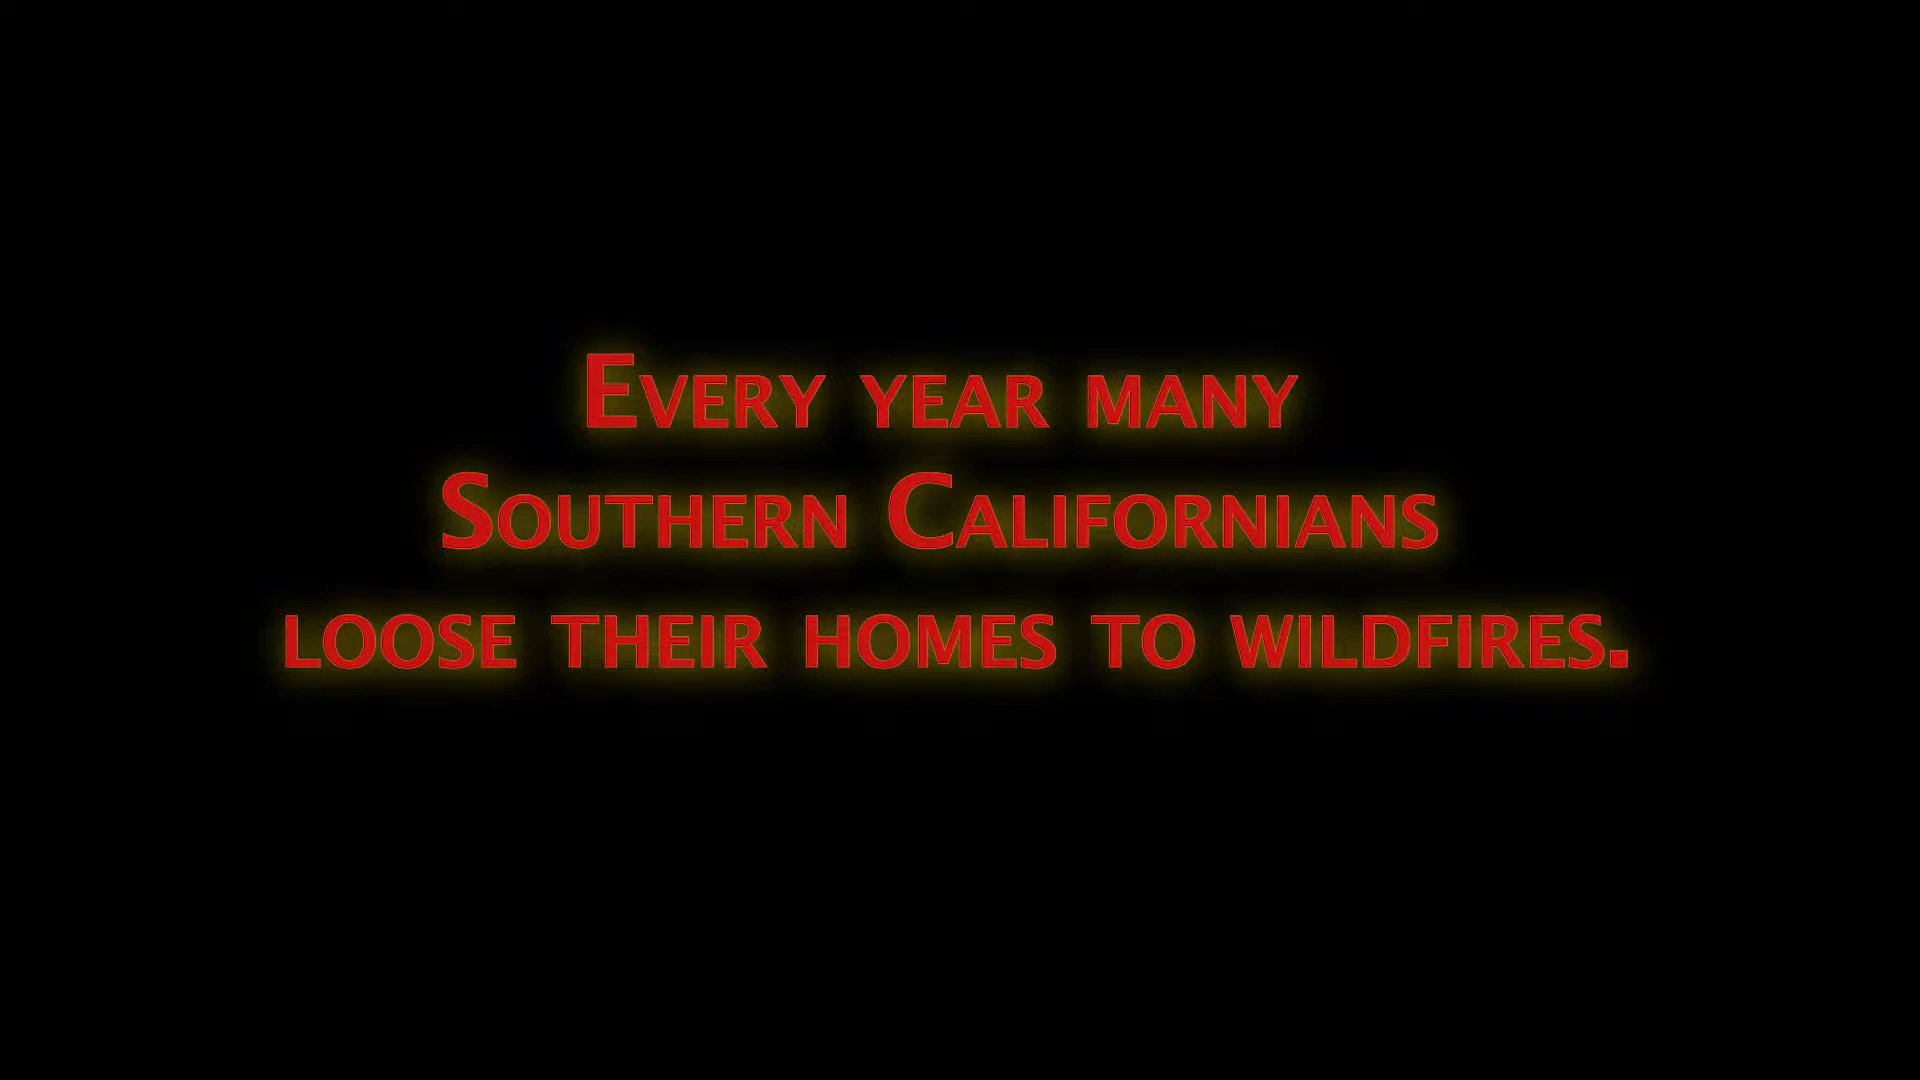 Every year many
Southern Californians
loose their homes to wildfires.